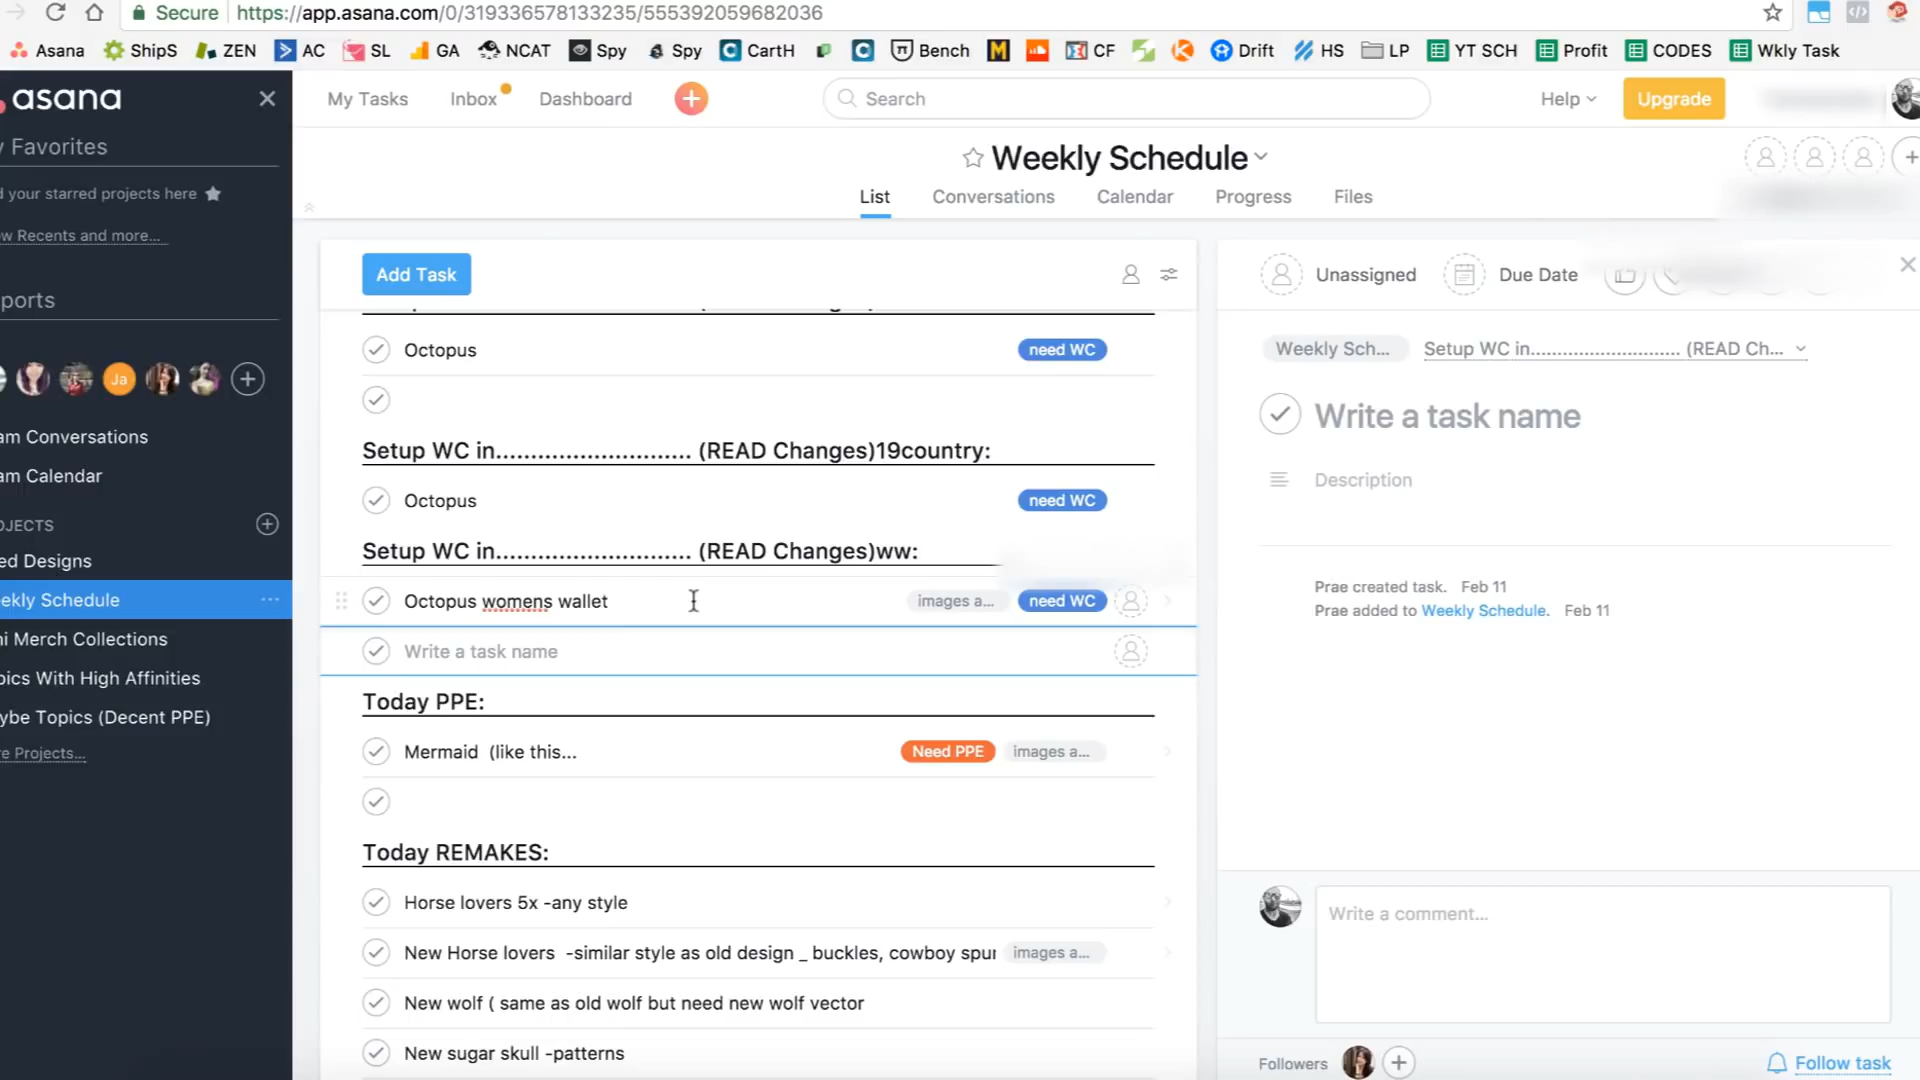 Secure https://app.asana.com/0/319336578133235/555392059682036
Asana ShipS ZEN AC SL GA NCAT Spy Spy CartH Bench CF Drift HS LP YT SCH Profit CODES Wkly Task
asana
My Tasks Inbox Dashboard Search Help Upgrade
Favorites
Weekly Schedule
d your starred projects here
List Conversations Calendar Progress Files
w Recents and more...
Add Task
Unassigned Due Date
ports
Octopus need WC
Weekly Sch... Setup WC in............................ (READ Ch...
Ja
Write a task name
am Conversations
Setup WC in............................ (READ Changes)19country:
am Calendar
Description
Octopus need WC
OJECTS
Setup WC in............................ (READ Changes)ww:
ed Designs
Prae created task. Feb 11
ekly Schedule
Octopus womens wallet images a... need WC
Prae added to Weekly Schedule. Feb 11
ni Merch Collections
Write a task name
pics With High Affinities
Today PPE:
ybe Topics (Decent PPE)
Mermaid (like this... Need PPE images a...
re Projects...
Today REMAKES:
Horse lovers 5x -any style
Write a comment...
New Horse lovers -similar style as old design _ buckles, cowboy spur images a...
New wolf ( same as old wolf but need new wolf vector
New sugar skull -patterns
Followers Follow task